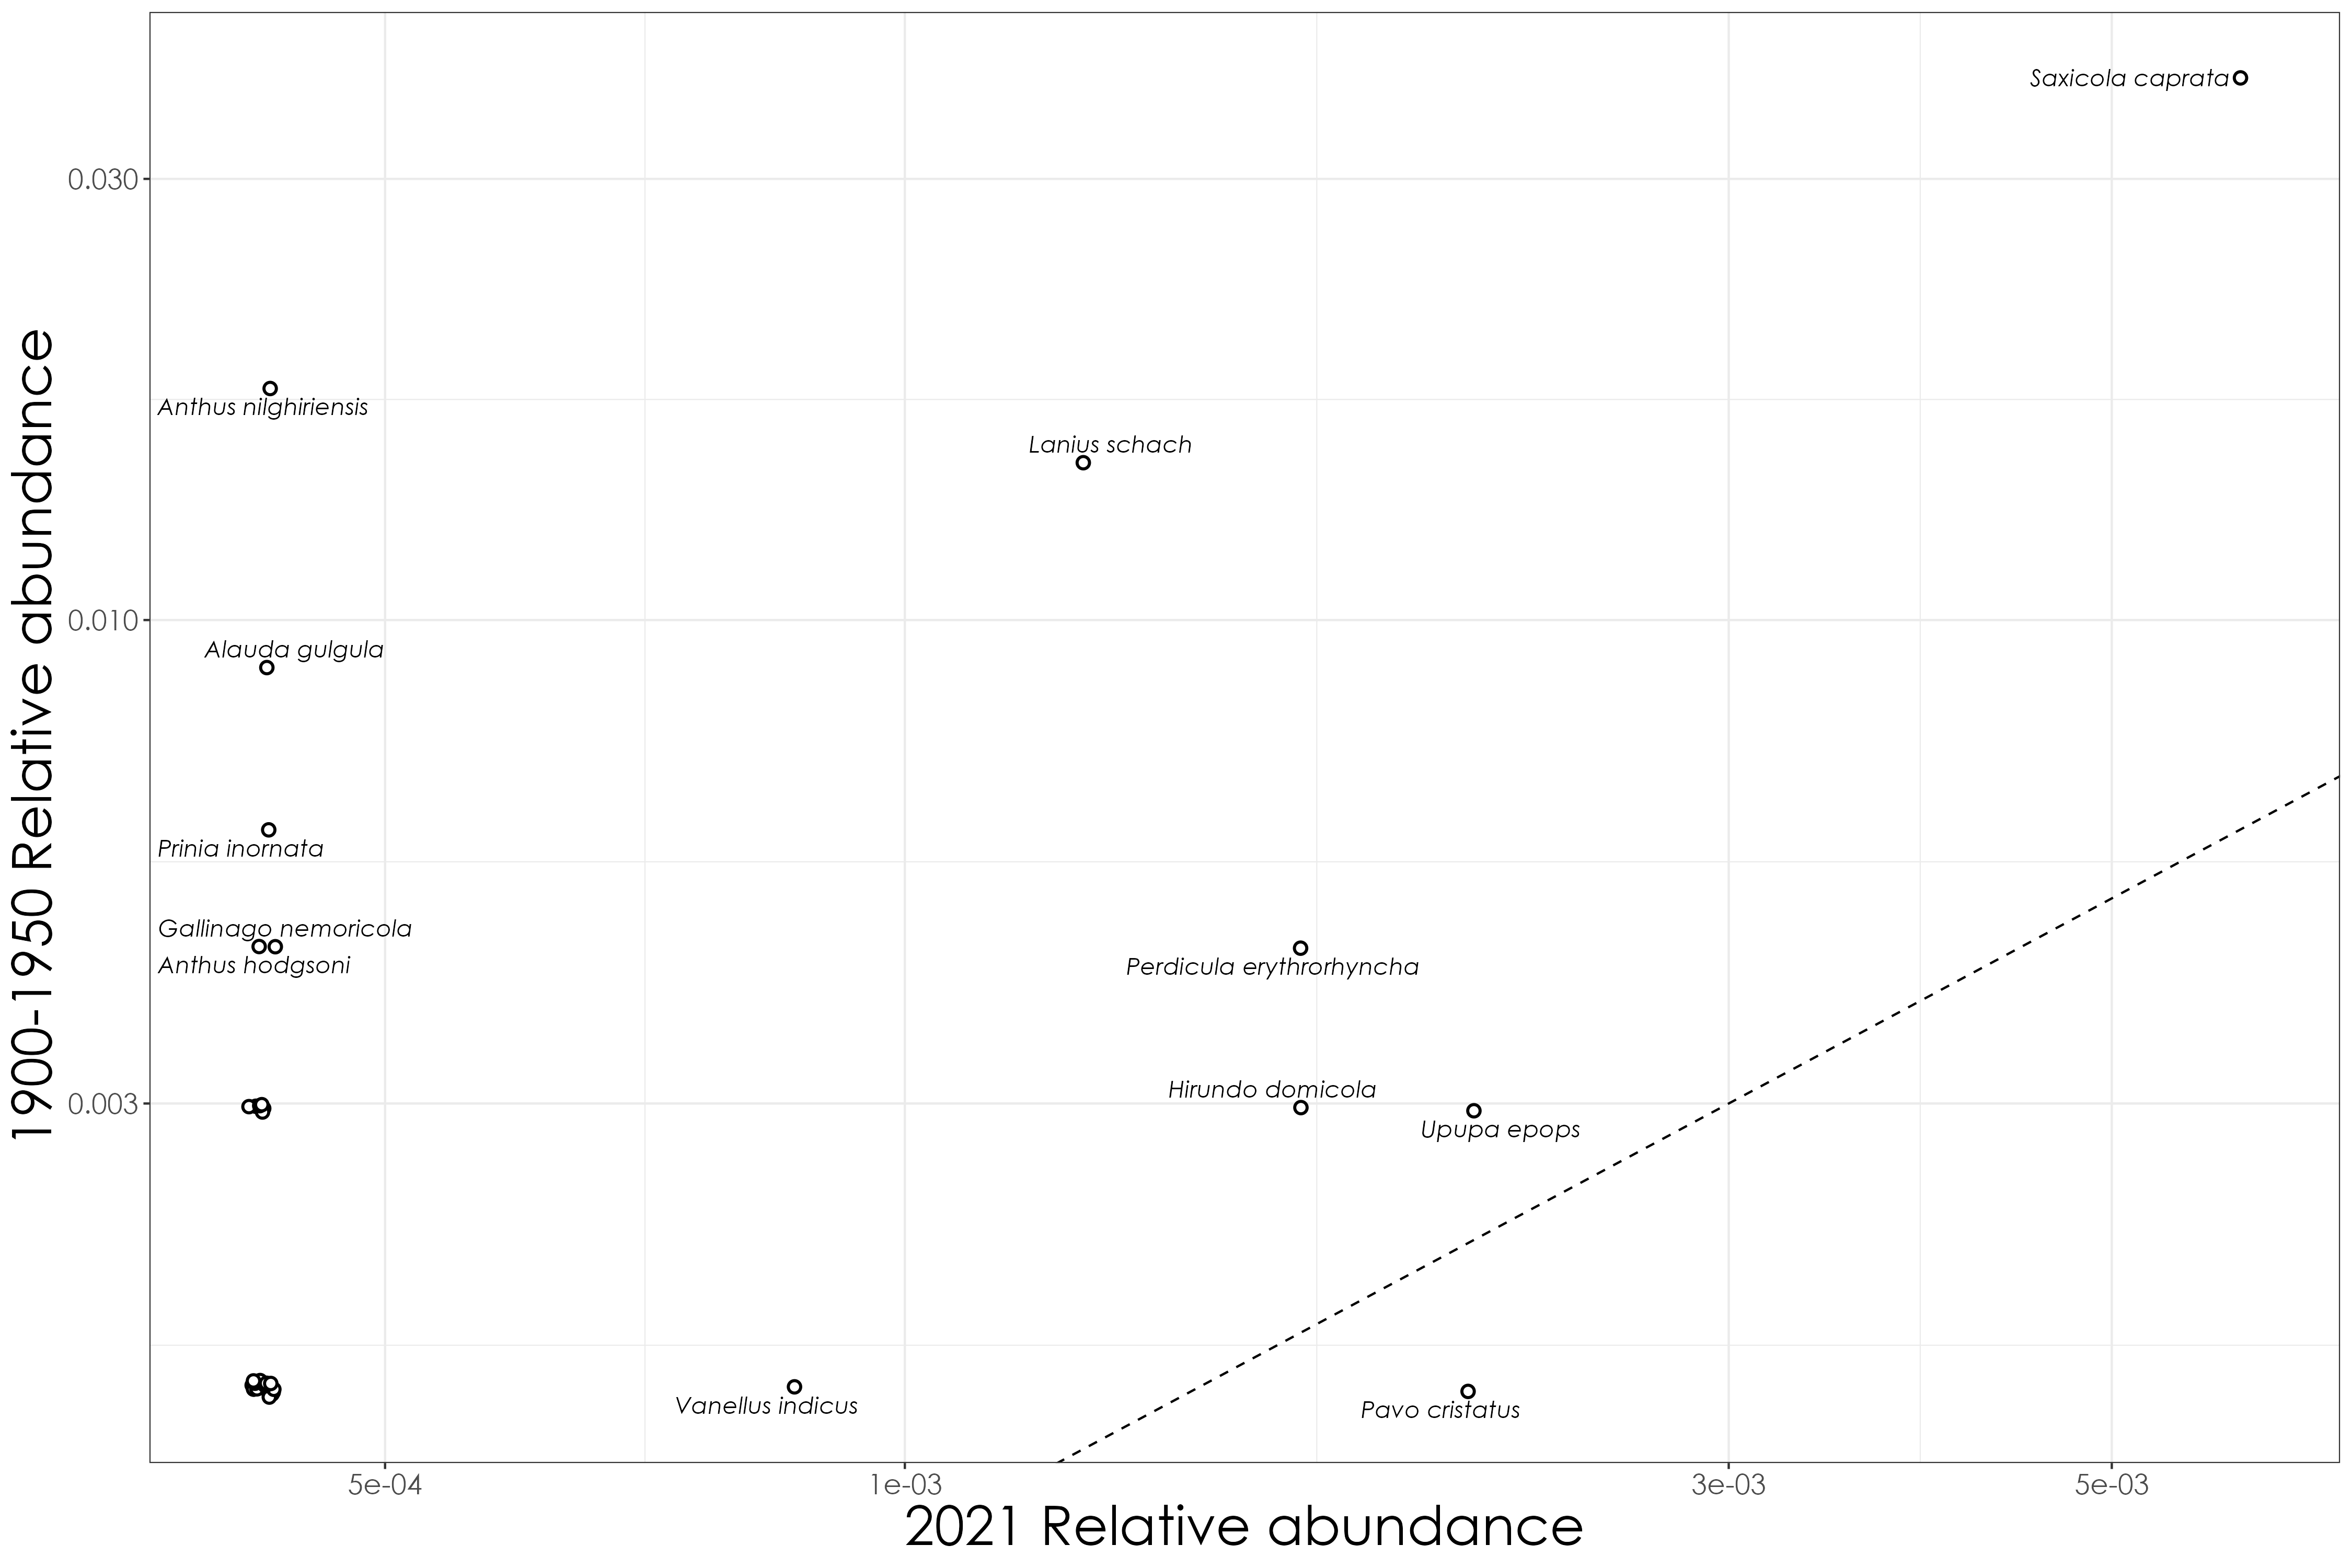 Saxicola caprata
0.030
Anthus nilghiriensis
Lanius schach
0.010
Alauda gulgula
Prinia inornata
Gallinago nemoricola
Anthus hodgsoni
Perdicula erythrorhyncha
0.003
Hirundo domicola
Upupa epops
Vanellus indicus
Pavo cristatus
5e-04
1e-03
3e-03
5e-03
2021 Relative abundance
1900-1950 Relative abundance